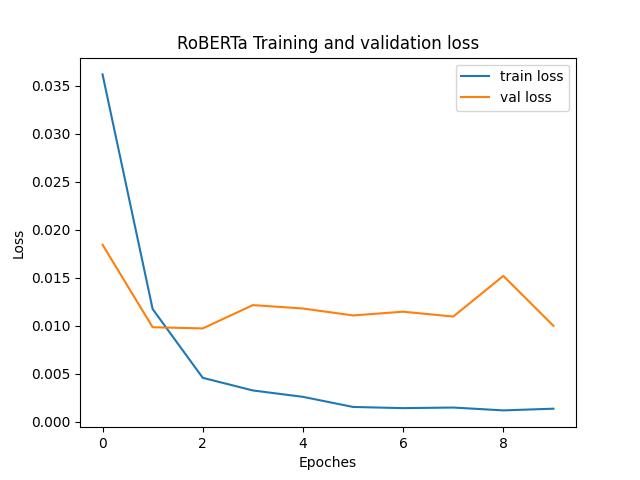 RoBERTa Training and validation loss
train loss
val loss
0.035
0.030
0.025
0.020
0.015
0.010
0.005
0.000
Loss
0 2 4 6 8
Epoches